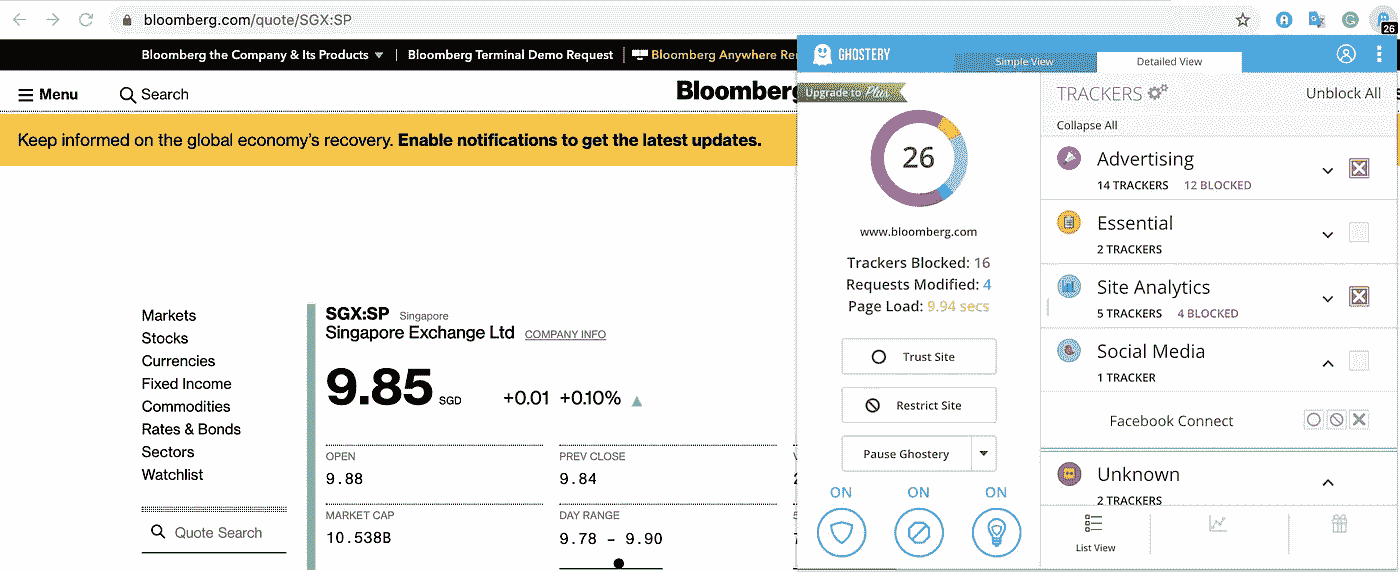 bloomberg.com/quote/SGX:SP
26
Bloomberg the Company & Its Products
Bloomberg Terminal Demo Request
Bloomberg Anywhere Re
Menu
Search
Bloomberg
Keep informed on the global economy's recovery. Enable notifications to get the latest updates.
Markets
Stocks
Currencies
Fixed Income
Commodities
Rates & Bonds
Sectors
Watchlist
Quote Search
SGX:SP Singapore
Singapore Exchange Ltd COMPANY INFO
9.85 SGD +0.01 +0.10%
OPEN
9.88
PREV CLOSE
9.84
MARKET CAP
10.538B
DAY RANGE
9.78 – 9.90
GHOSTERY
Simple View
Detailed View
Upgrade to Plus
26
www.bloomberg.com
Trackers Blocked: 16
Requests Modified: 4
Page Load: 9.94 secs
Trust Site
Restrict Site
Pause Ghostery
ON ON ON
TRACKERS
Unblock All
Collapse All
Advertising
14 TRACKERS 12 BLOCKED
Essential
2 TRACKERS
Site Analytics
5 TRACKERS 4 BLOCKED
Social Media
1 TRACKER
Facebook Connect
Unknown
2 TRACKERS
List View